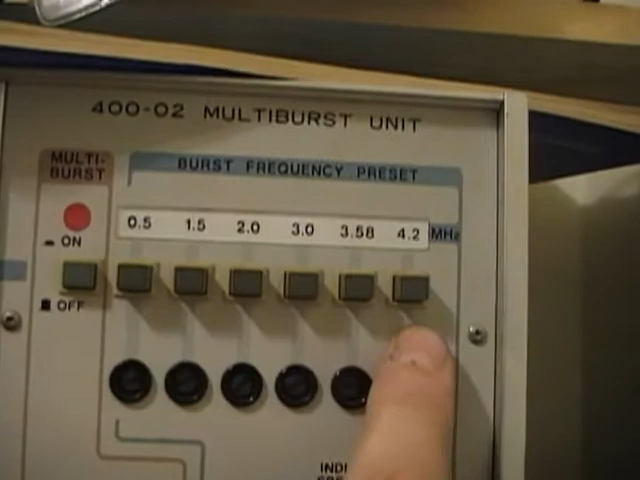 400-02 MULTIBURST UNIT
MULTI-
BURST
BURST FREQUENCY PRESET
0.5 1.5 2.0 3.0 3.58 4.2 MHz
ON
OFF